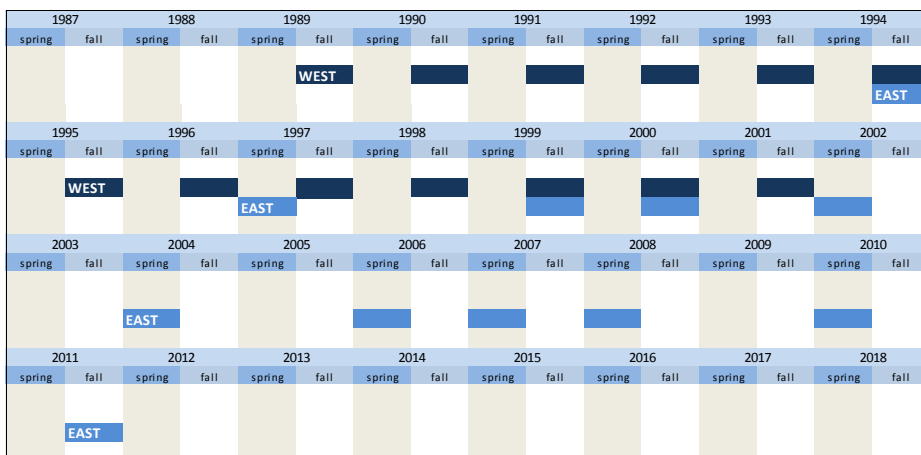 1987 1988 1989 1990 1991 1992 1993 1994
spring fall spring fall spring fall spring fall spring fall spring fall spring fall spring fall
WEST
EAST
1995 1996 1997 1998 1999 2000 2001 2002
spring fall spring fall spring fall spring fall spring fall spring fall spring fall spring fall
WEST
EAST
2003 2004 2005 2006 2007 2008 2009 2010
spring fall spring fall spring fall spring fall spring fall spring fall spring fall spring fall
EAST
2011 2012 2013 2014 2015 2016 2017 2018
spring fall spring fall spring fall spring fall spring fall spring fall spring fall spring fall
EAST